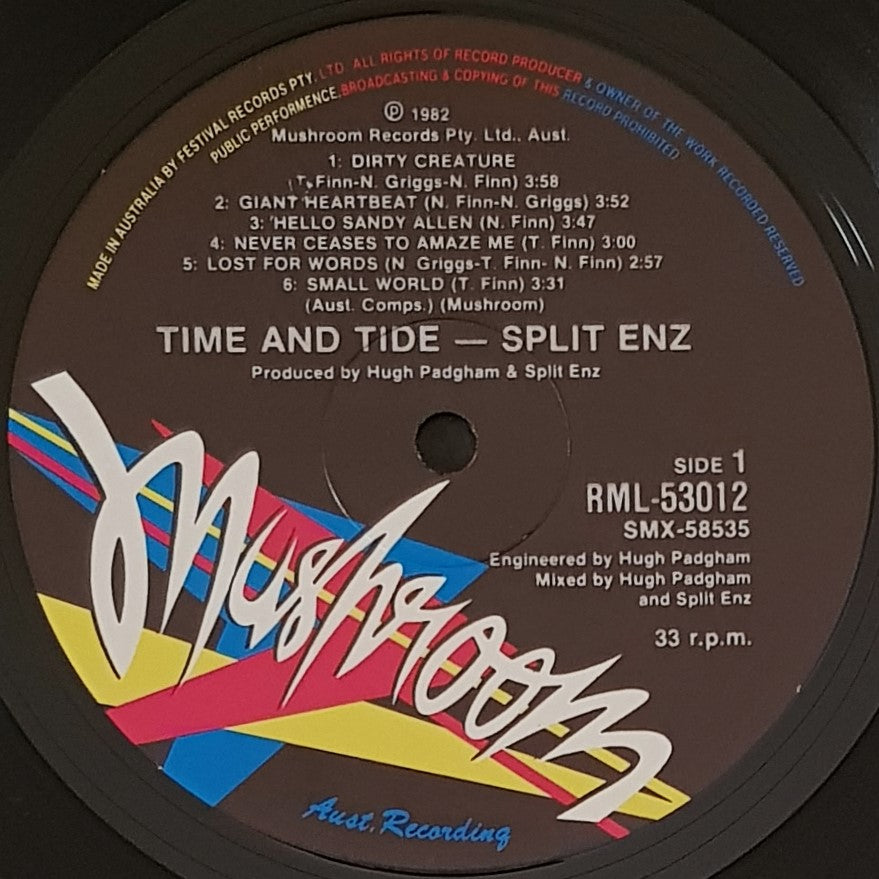 MADE IN AUSTRALIA BY FESTIVAL RECORDS PTY. LTD. ALL RIGHTS OF RECORD PRODUCER & OWNER OF THE WORK RECORDED RESERVED
PUBLIC PERFORMENCE, BROADCASTING & COPYING OF THIS RECORD PROHIBITED
℗ 1982
Mushroom Records Pty. Ltd., Aust.
1: DIRTY CREATURE
(T. Finn-N. Griggs-N. Finn) 3:58
2: GIANT HEARTBEAT (N. Finn-N. Griggs) 3:52
3: HELLO SANDY ALLEN (N. Finn) 3:47
4: NEVER CEASES TO AMAZE ME (T. Finn) 3:00
5: LOST FOR WORDS (N Griggs-T. Finn- N. Finn) 2:57
6: SMALL WORLD (T. Finn) 3:31
(Aust. Comps.) (Mushroom)
TIME AND TIDE — SPLIT ENZ
Produced by Hugh Padgham & Split Enz
SIDE 1
RML-53012
SMX-58535
Engineered by Hugh Padgham
Mixed by Hugh Padgham
and Split Enz
33 r.p.m.
Mushroom
Aust. Recording